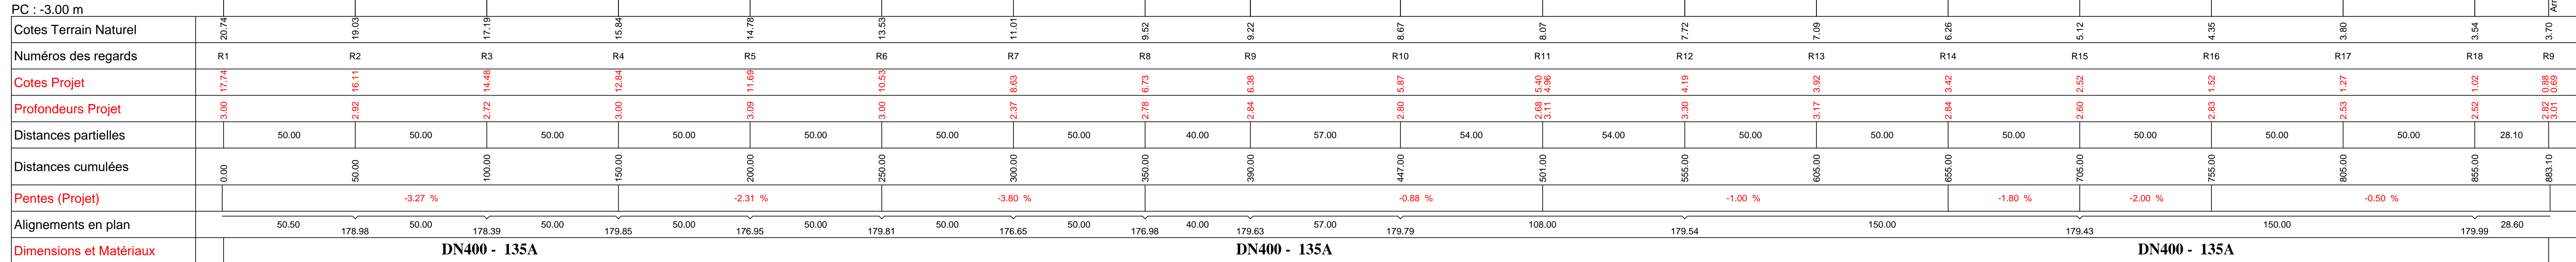 PC : -3.00 m
Arr
Cotes Terrain Naturel 20.74 19.03 17.19 15.84 14.78 13.53 11.01 9.52 9.22 8.67 8.07 7.72 7.09 6.26 5.12 4.35 3.80 3.54 3.70
Numéros des regards R1 R2 R3 R4 R5 R6 R7 R8 R9 R10 R11 R12 R13 R14 R15 R16 R17 R18 R9
Cotes Projet 17.74 16.11 14.48 12.84 11.69 10.53 8.63 6.73 6.38 5.87 5.40 4.96 4.19 3.92 3.42 2.52 1.52 1.27 1.02 0.88 0.69
Profondeurs Projet 3.00 2.92 2.72 3.00 3.09 3.00 2.37 2.78 2.84 2.80 2.68 3.11 3.30 3.17 2.84 2.60 2.83 2.53 2.52 2.82 3.01
Distances partielles 50.00 50.00 50.00 50.00 50.00 50.00 50.00 40.00 57.00 54.00 54.00 50.00 50.00 50.00 50.00 50.00 50.00 28.10
Distances cumulées 0.00 50.00 100.00 150.00 200.00 250.00 300.00 350.00 390.00 447.00 501.00 555.00 605.00 655.00 705.00 755.00 805.00 855.00 883.10
Pentes (Projet) -3.27 % -2.31 % -3.80 % -0.88 % -1.00 % -1.80 % -2.00 % -0.50 %
Alignements en plan 50.50 50.00 50.00 50.00 50.00 50.00 50.00 40.00 57.00 108.00 150.00 150.00 28.60
178.98 178.39 179.85 176.95 179.81 176.65 176.98 179.63 179.79 179.54 179.43 179.99
Dimensions et Matériaux DN400 - 135A DN400 - 135A DN400 - 135A